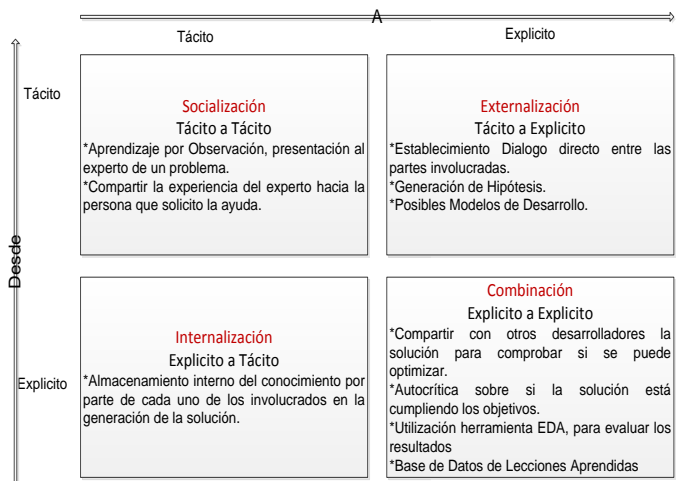 A
Tácito
Explicito
Desde
Tácito
Socialización
Tácito a Tácito
*Aprendizaje por Observación, presentación al
experto de un problema.
*Compartir la experiencia del experto hacia la
persona que solicito la ayuda.
Externalización
Tácito a Explicito
*Establecimiento Dialogo directo entre las
partes involucradas.
*Generación de Hipótesis.
*Posibles Modelos de Desarrollo.
Explicito
Internalización
Explicito a Tácito
*Almacenamiento interno del conocimiento por
parte de cada uno de los involucrados en la
generación de la solución.
Combinación
Explicito a Explicito
*Compartir con otros desarrolladores la
solución para comprobar si se puede
optimizar.
*Autocrítica sobre si la solución está
cumpliendo los objetivos.
*Utilización herramienta EDA, para evaluar los
resultados
*Base de Datos de Lecciones Aprendidas